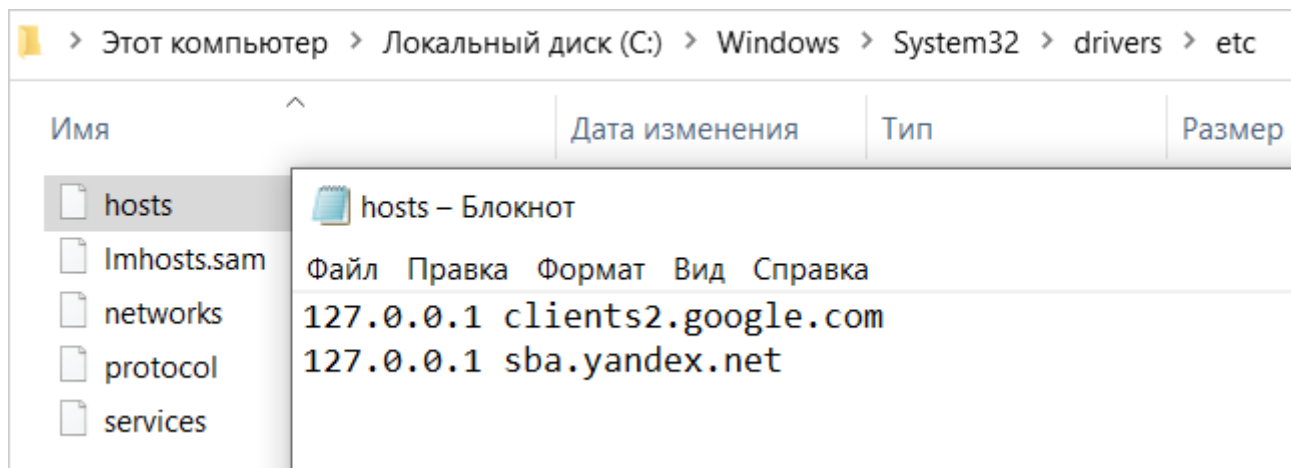 Этот компьютер > Локальный диск (C:) > Windows > System32 > drivers > etc
Имя Дата изменения Тип Размер
hosts
lmhosts.sam
networks
protocol
services
hosts – Блокнот
Файл Правка Формат Вид Справка
127.0.0.1 clients2.google.com
127.0.0.1 sba.yandex.net